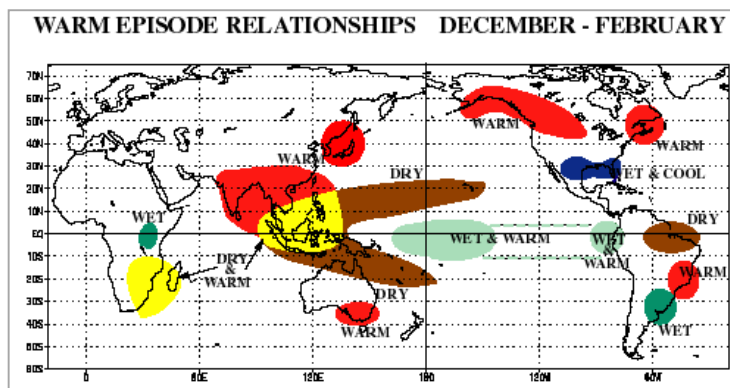 WARM EPISODE RELATIONSHIPS DECEMBER - FEBRUARY
70N
60N
50N
40N
30N
20N
10N
EQ
10S
20S
30S
40S
50S
60S
70S
80S
WARM
WARM
WARM
DRY
WET & COOL
WET
WET & WARM
WET
&
WARM
DRY
DRY
&
WARM
DRY
WARM
WARM
WET
0
60E
120E
180
120W
60W